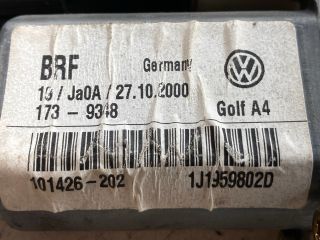 BRF Germany
19 / Ja0A / 27.10.2000
173 - 9348 Golf A4
101426-202 1J1959802D